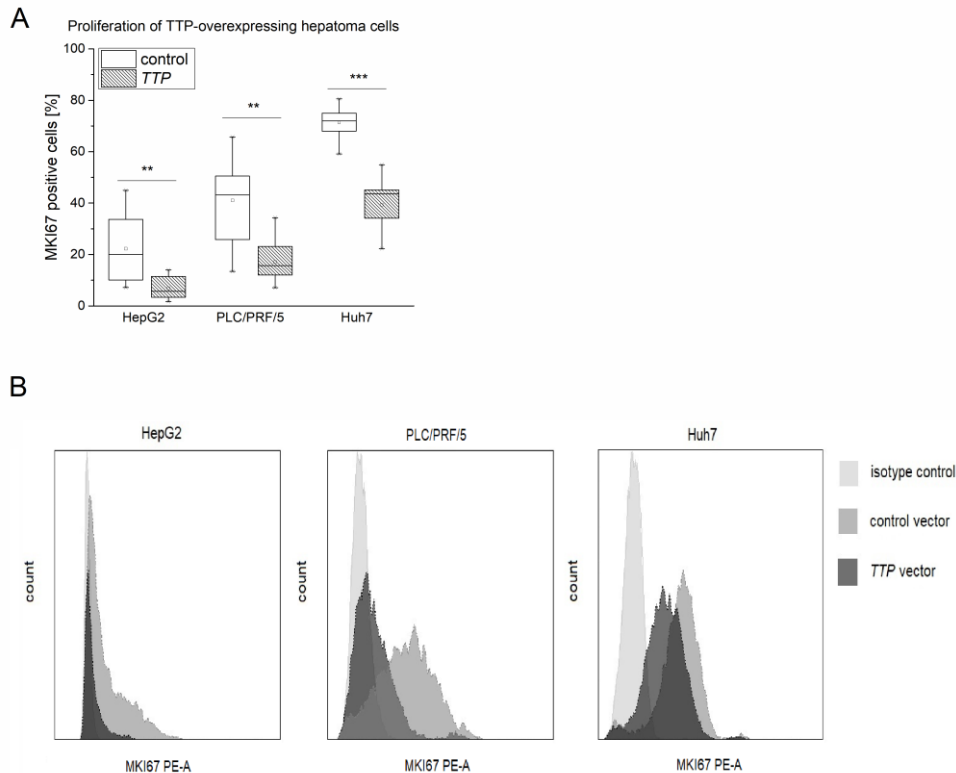 A
Proliferation of TTP-overexpressing hepatoma cells
100
80
60
40
20
0
MKI67 positive cells [%]
control
TTP
**
**
***
HepG2
PLC/PRF/5
Huh7
B
HepG2
PLC/PRF/5
Huh7
count
count
count
MKI67 PE-A
MKI67 PE-A
MKI67 PE-A
isotype control
control vector
TTP vector